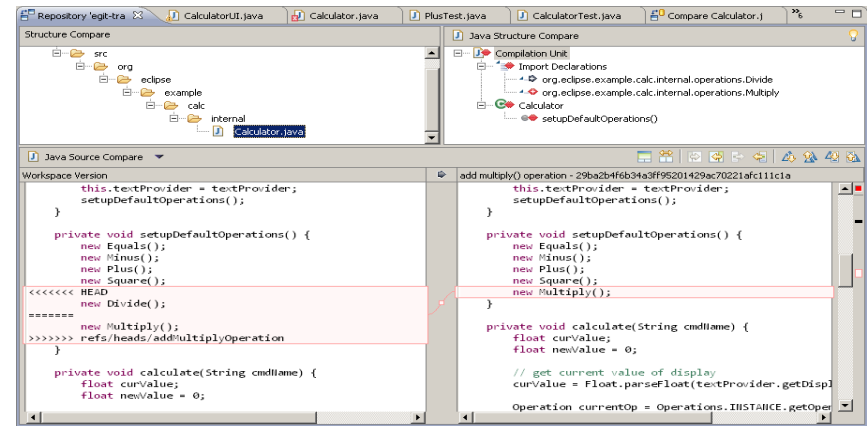 Repository 'egit-tra
CalculatorUI.java
Calculator.java
PlusTest.java
CalculatorTest.java
Compare Calculator.j
»6
Structure Compare
src
org
eclipse
example
calc
internal
Calculator.java
Java Structure Compare
Compilation Unit
Import Declarations
org.eclipse.example.calc.internal.operations.Divide
org.eclipse.example.calc.internal.operations.Multiply
Calculator
setupDefaultOperations()
Java Source Compare
Workspace Version
this.textProvider = textProvider;
setupDefaultOperations();
}
private void setupDefaultOperations() {
new Equals();
new Minus();
new Plus();
new Square();
<<<<<<< HEAD
new Divide();
=======
new Multiply();
>>>>>>> refs/heads/addMultiplyOperation
}
private void calculate(String cmdName) {
float curValue;
float newValue = 0;
add multiply() operation - 29ba2b4f6b34a3ff95201429ac70221afc111c1a
this.textProvider = textProvider;
setupDefaultOperations();
}
private void setupDefaultOperations() {
new Equals();
new Minus();
new Plus();
new Square();
new Multiply();
}
private void calculate(String cmdName) {
float curValue;
float newValue = 0;
// get current value of display
curValue = Float.parseFloat(textProvider.getDispl
Operation currentOp = Operations.INSTANCE.getOper